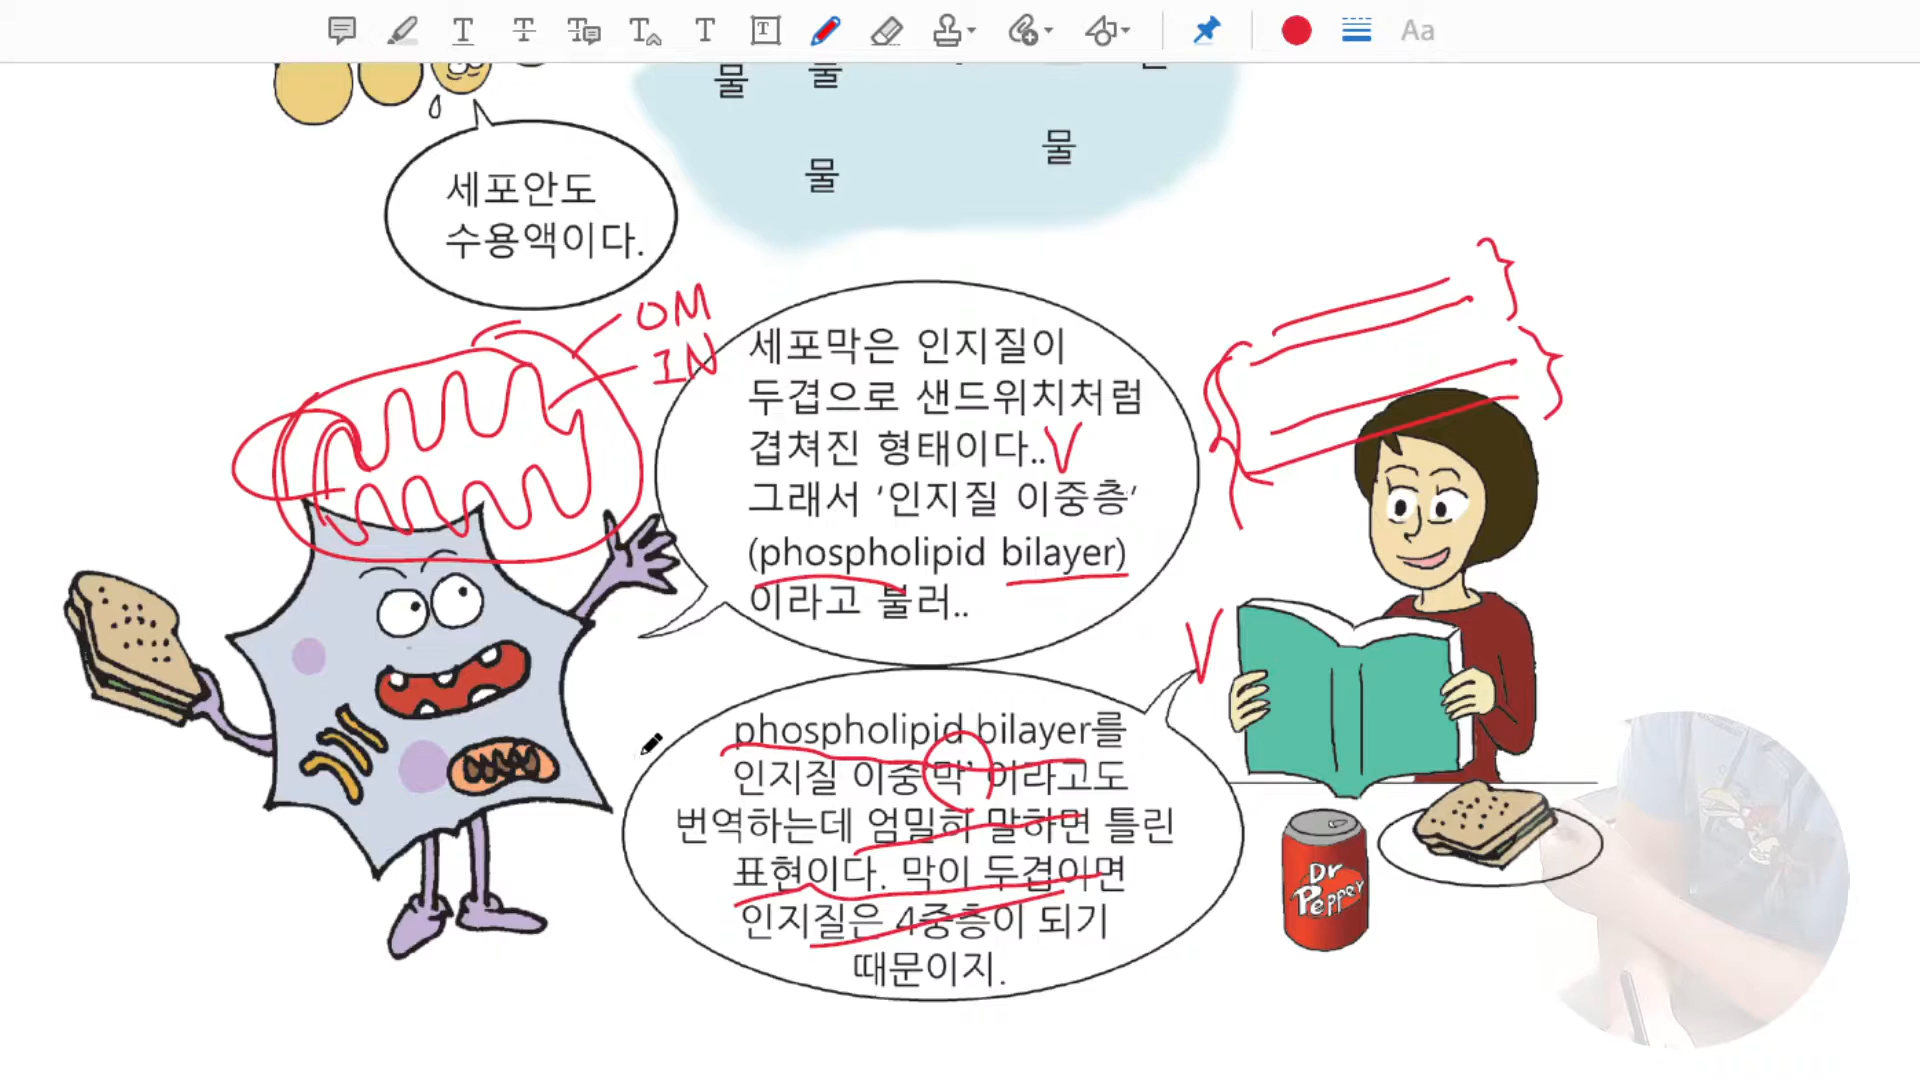 물
물
물
물
세포안도
수용액이다.
OM
IN
세포막은 인지질이
두겹으로 샌드위치처럼
겹쳐진 형태이다..V
그래서 ‘인지질 이중층’
(phospholipid bilayer)
이라고 불러..
V
phospholipid bilayer를
인지질 이중 막’ 이라고도
번역하는데 엄밀히 말하면 틀린
표현이다. 막이 두겹이면
인지질은 4중층이 되기
때문이지.
Dr
Pepper
Aa